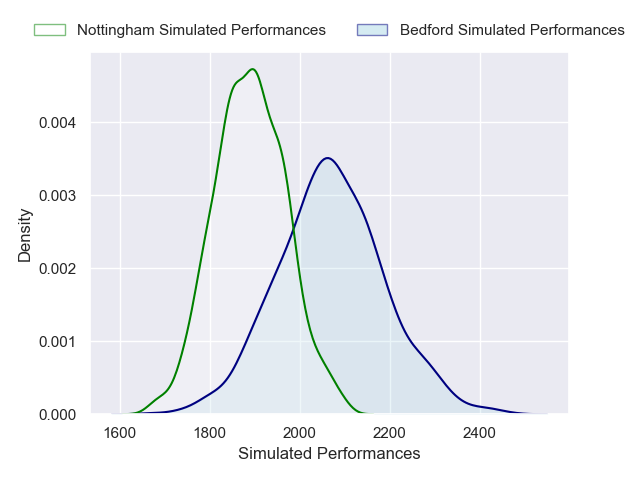 Nottingham Simulated Performances Bedford Simulated Performances
0.004
0.003
0.002
0.001
0.000
Density
1600 1800 2000 2200 2400
Simulated Performances